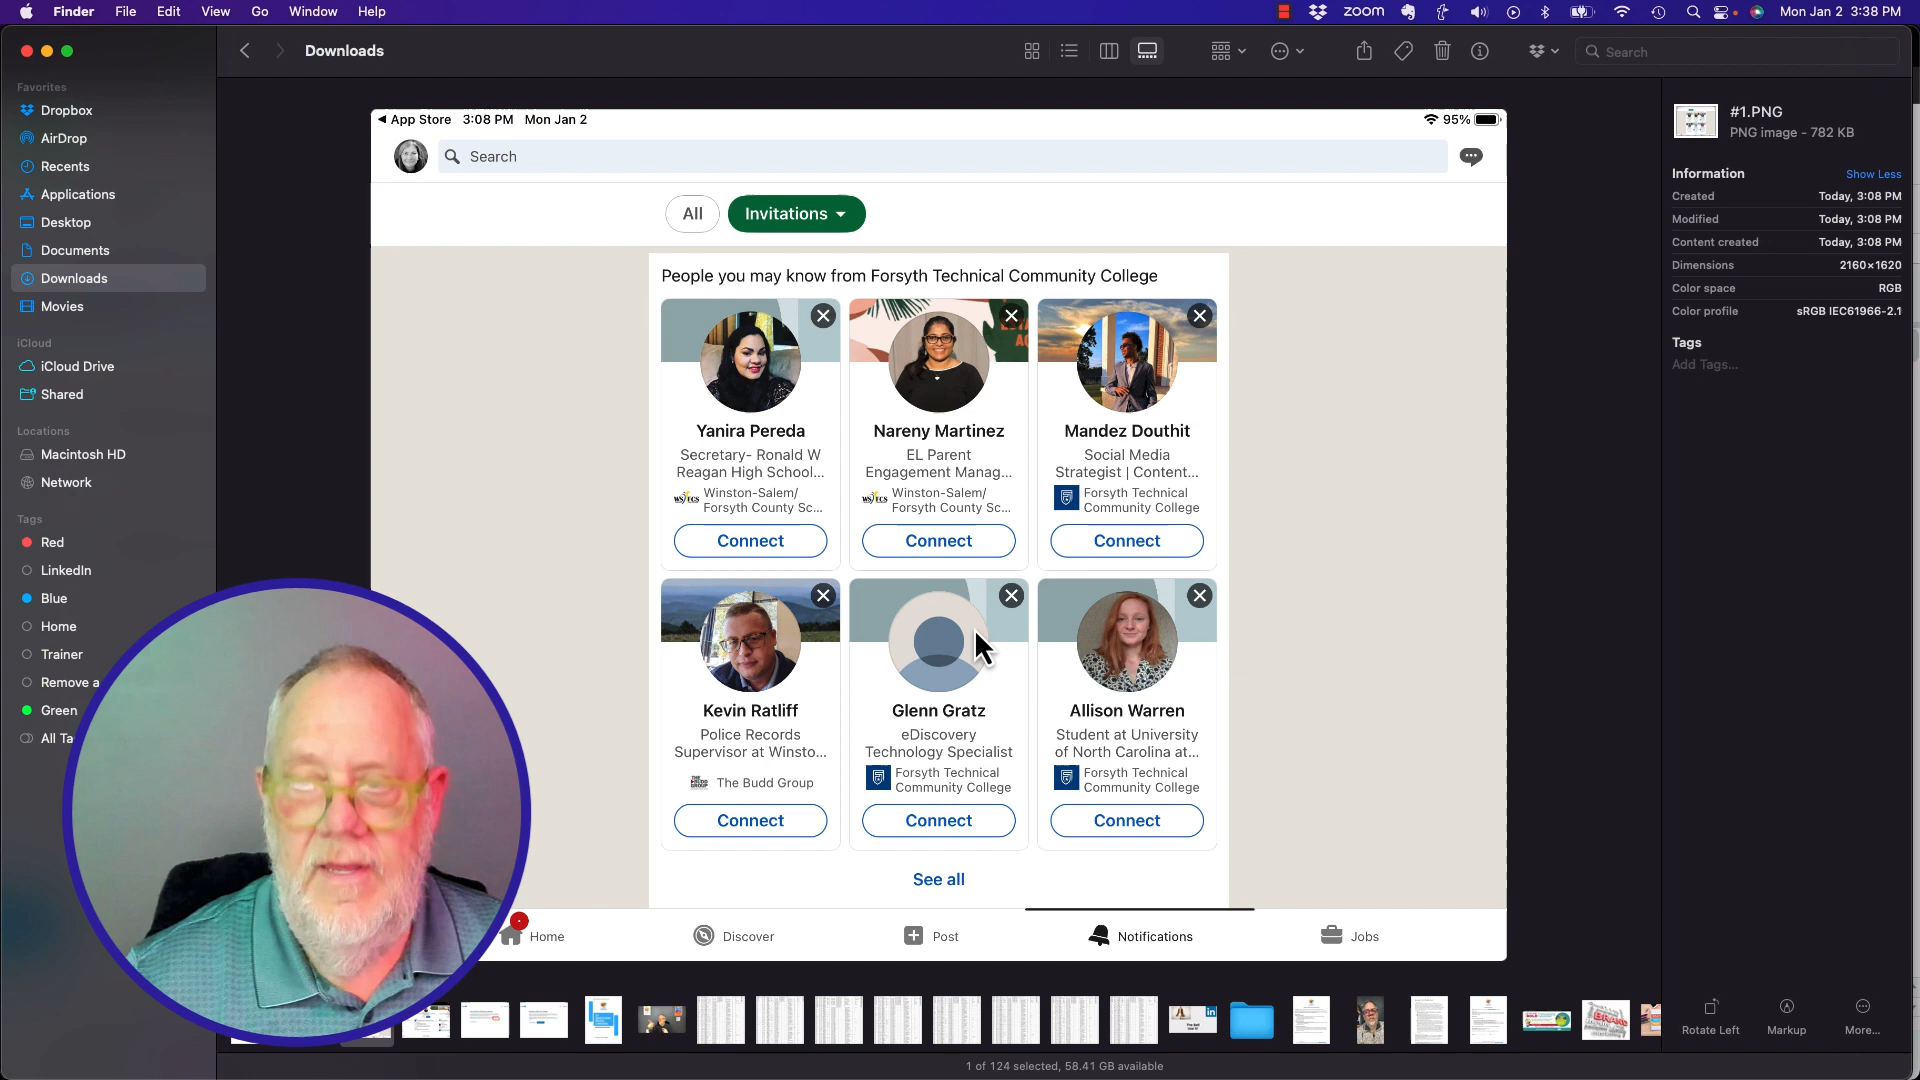 Finder File Edit View Go Window Help
zoom
Mon Jan 2 3:38 PM
Downloads
Search
Favorites
Dropbox
AirDrop
Recents
Applications
Desktop
Documents
Downloads
Movies
iCloud
iCloud Drive
Shared
Locations
Macintosh HD
Network
Tags
Red
LinkedIn
Blue
Home
Trainer
Remove a
Green
All Ta
App Store 3:08 PM Mon Jan 2
95%
Search
All
Invitations
People you may know from Forsyth Technical Community College
Yanira Pereda
Secretary- Ronald W
Reagan High School...
Winston-Salem/
Forsyth County Sc...
Connect
Nareny Martinez
EL Parent
Engagement Manag...
Winston-Salem/
Forsyth County Sc...
Connect
Mandez Douthit
Social Media
Strategist | Content...
Forsyth Technical
Community College
Connect
Kevin Ratliff
Police Records
Supervisor at Winsto...
The Budd Group
Connect
Glenn Gratz
eDiscovery
Technology Specialist
Forsyth Technical
Community College
Connect
Allison Warren
Student at University
of North Carolina at...
Forsyth Technical
Community College
Connect
See all
Home
Discover
Post
Notifications
Jobs
#1.PNG
PNG image - 782 KB
Information Show Less
Created Today, 3:08 PM
Modified Today, 3:08 PM
Content created Today, 3:08 PM
Dimensions 2160×1620
Color space RGB
Color profile sRGB IEC61966-2.1
Tags
Add Tags...
Rotate Left
Markup
More...
1 of 124 selected, 58.41 GB available